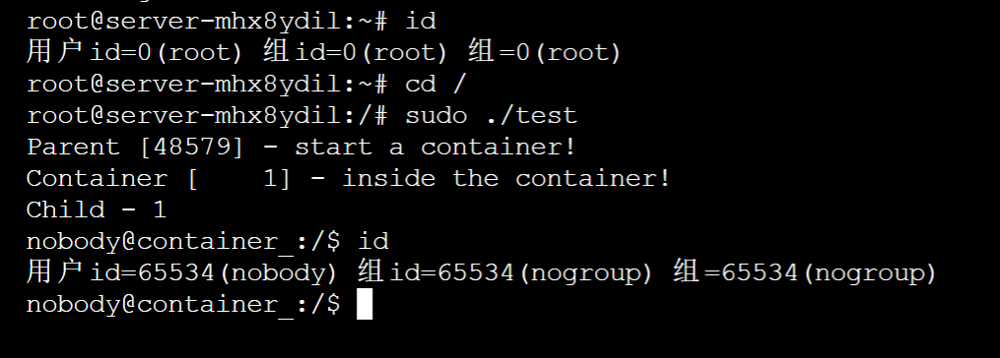 root@server-mhx8ydil:~# id
用户id=0(root) 组id=0(root) 组=0(root)
root@server-mhx8ydil:~# cd /
root@server-mhx8ydil:/# sudo ./test
Parent [48579] - start a container!
Container [    1] - inside the container!
Child - 1
nobody@container_:/$ id
用户id=65534(nobody) 组id=65534(nogroup) 组=65534(nogroup)
nobody@container_:/$